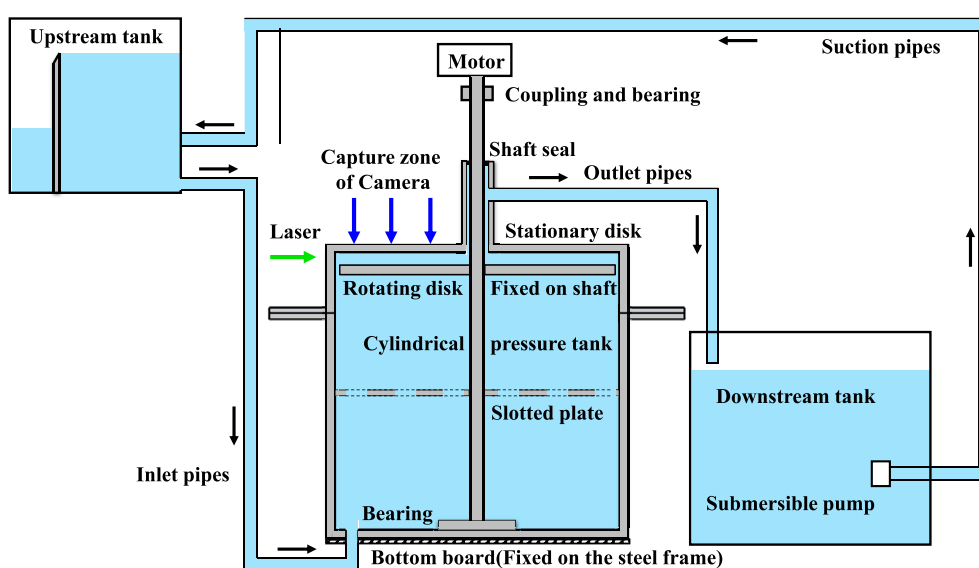 Upstream tank
Suction pipes
Motor
Coupling and bearing
Shaft seal
Capture zone
of Camera
Outlet pipes
Laser
Stationary disk
Rotating disk
Fixed on shaft
Cylindrical
pressure tank
Downstream tank
Slotted plate
Inlet pipes
Submersible pump
Bearing
Bottom board(Fixed on the steel frame)